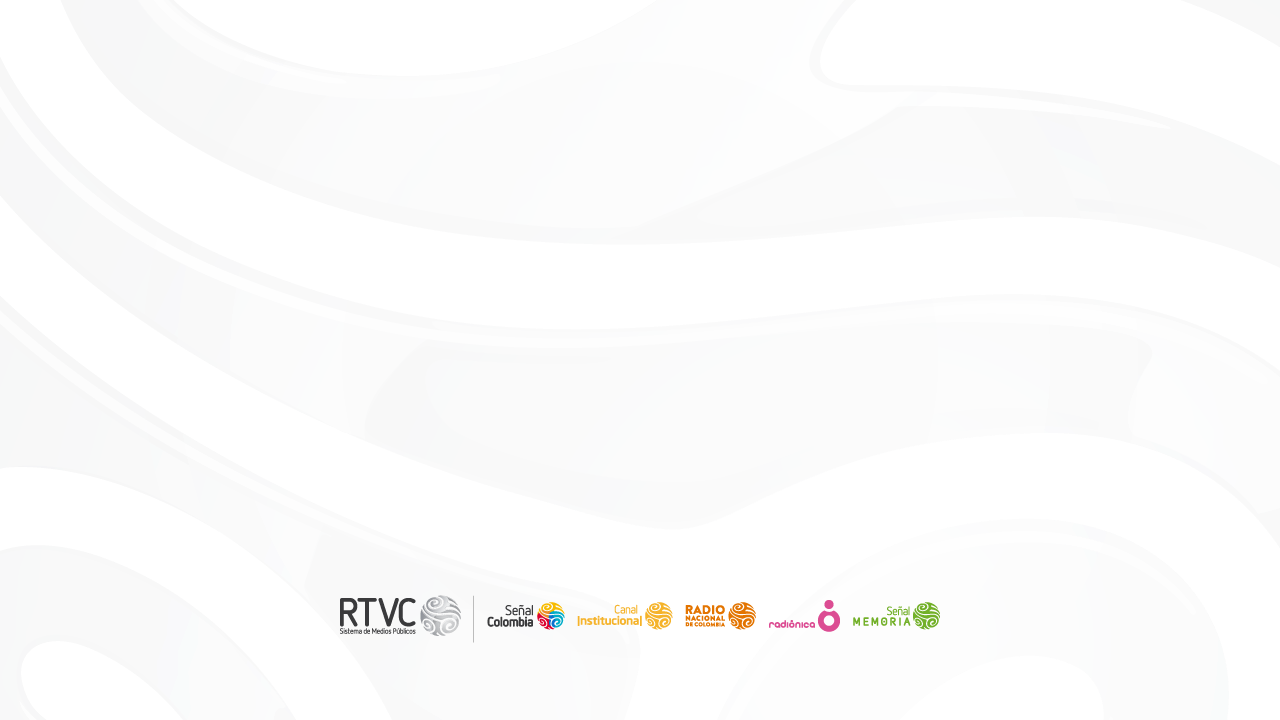 RTVC
Sistema de Medios Públicos
Señal
Colombia
Canal
Institucional
RADIO
NACIONAL
DE COLOMBIA
radiónica
Señal
MEMORIA